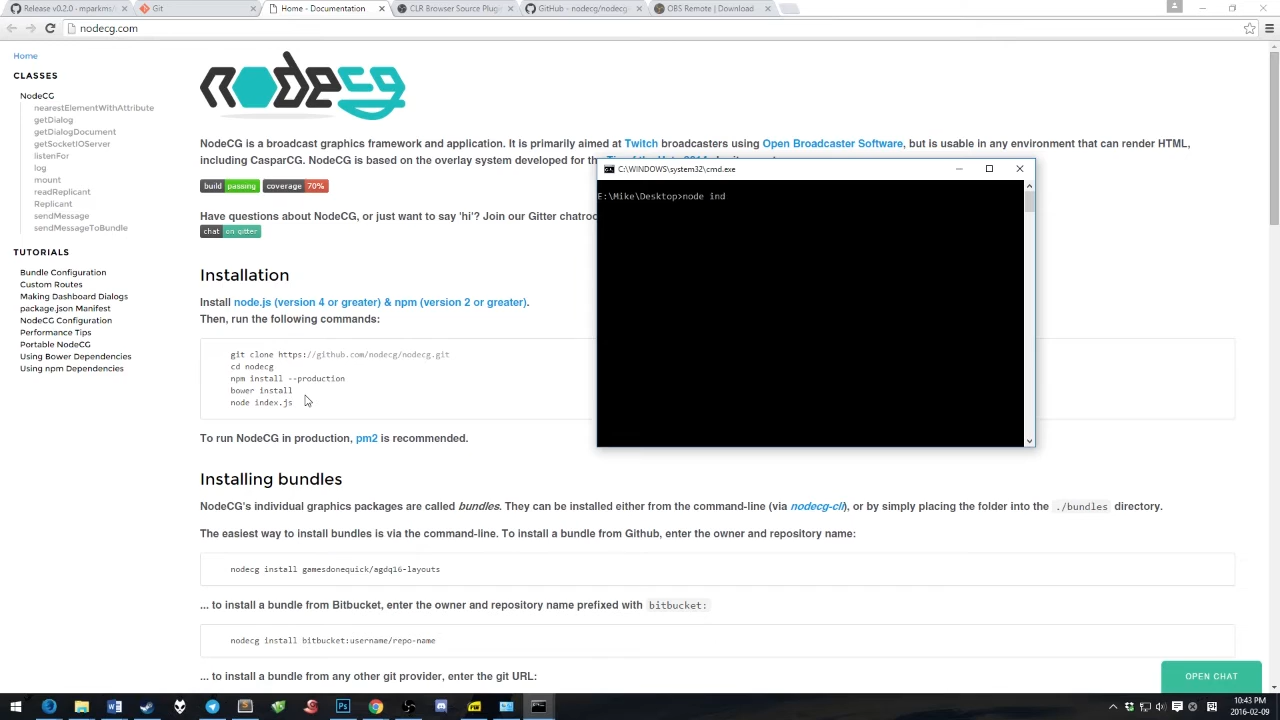 Release v0.2.0 · mparkms/
Git
Home - Documentation
CLR Browser Source Plugin
GitHub - nodecg/nodecg:
OBS Remote | Download
nodecg.com
Home
CLASSES
NodeCG
nearestElementWithAttribute
getDialog
getDialogDocument
getSocketIOServer
listenFor
log
mount
readReplicant
Replicant
sendMessage
sendMessageToBundle
TUTORIALS
Bundle Configuration
Custom Routes
Making Dashboard Dialogs
package.json Manifest
NodeCG Configuration
Performance Tips
Portable NodeCG
Using Bower Dependencies
Using npm Dependencies
nodecg
NodeCG is a broadcast graphics framework and application. It is primarily aimed at Twitch broadcasters using Open Broadcaster Software, but is usable in any environment that can render HTML,
including CasparCG. NodeCG is based on the overlay system developed for the
build passing coverage 70%
Have questions about NodeCG, or just want to say 'hi'? Join our Gitter chatroo
chat on gitter
C:\WINDOWS\system32\cmd.exe
E:\Mike\Desktop>node ind
Installation
Install node.js (version 4 or greater) & npm (version 2 or greater).
Then, run the following commands:
git clone https://github.com/nodecg/nodecg.git
cd nodecg
npm install --production
bower install
node index.js
To run NodeCG in production, pm2 is recommended.
Installing bundles
NodeCG's individual graphics packages are called bundles. They can be installed either from the command-line (via nodecg-cli), or by simply placing the folder into the ./bundles directory.
The easiest way to install bundles is via the command-line. To install a bundle from Github, enter the owner and repository name:
nodecg install gamesdonequick/agdq16-layouts
... to install a bundle from Bitbucket, enter the owner and repository name prefixed with bitbucket:
nodecg install bitbucket:username/repo-name
... to install a bundle from any other git provider, enter the git URL:
OPEN CHAT
10:43 PM
2016-02-09